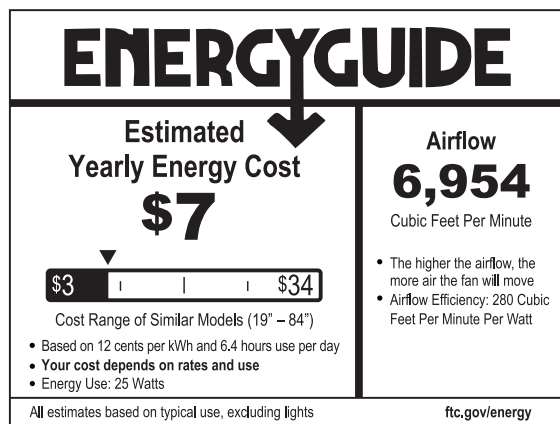 ENERGYGUIDE
Estimated
Yearly Energy Cost
$7
$3
$34
Cost Range of Similar Models (19” – 84”)
• Based on 12 cents per kWh and 6.4 hours use per day
• Your cost depends on rates and use
• Energy Use: 25 Watts
Airflow
6,954
Cubic Feet Per Minute
• The higher the airflow, the
more air the fan will move
• Airflow Efficiency: 280 Cubic
Feet Per Minute Per Watt
All estimates based on typical use, excluding lights
ftc.gov/energy